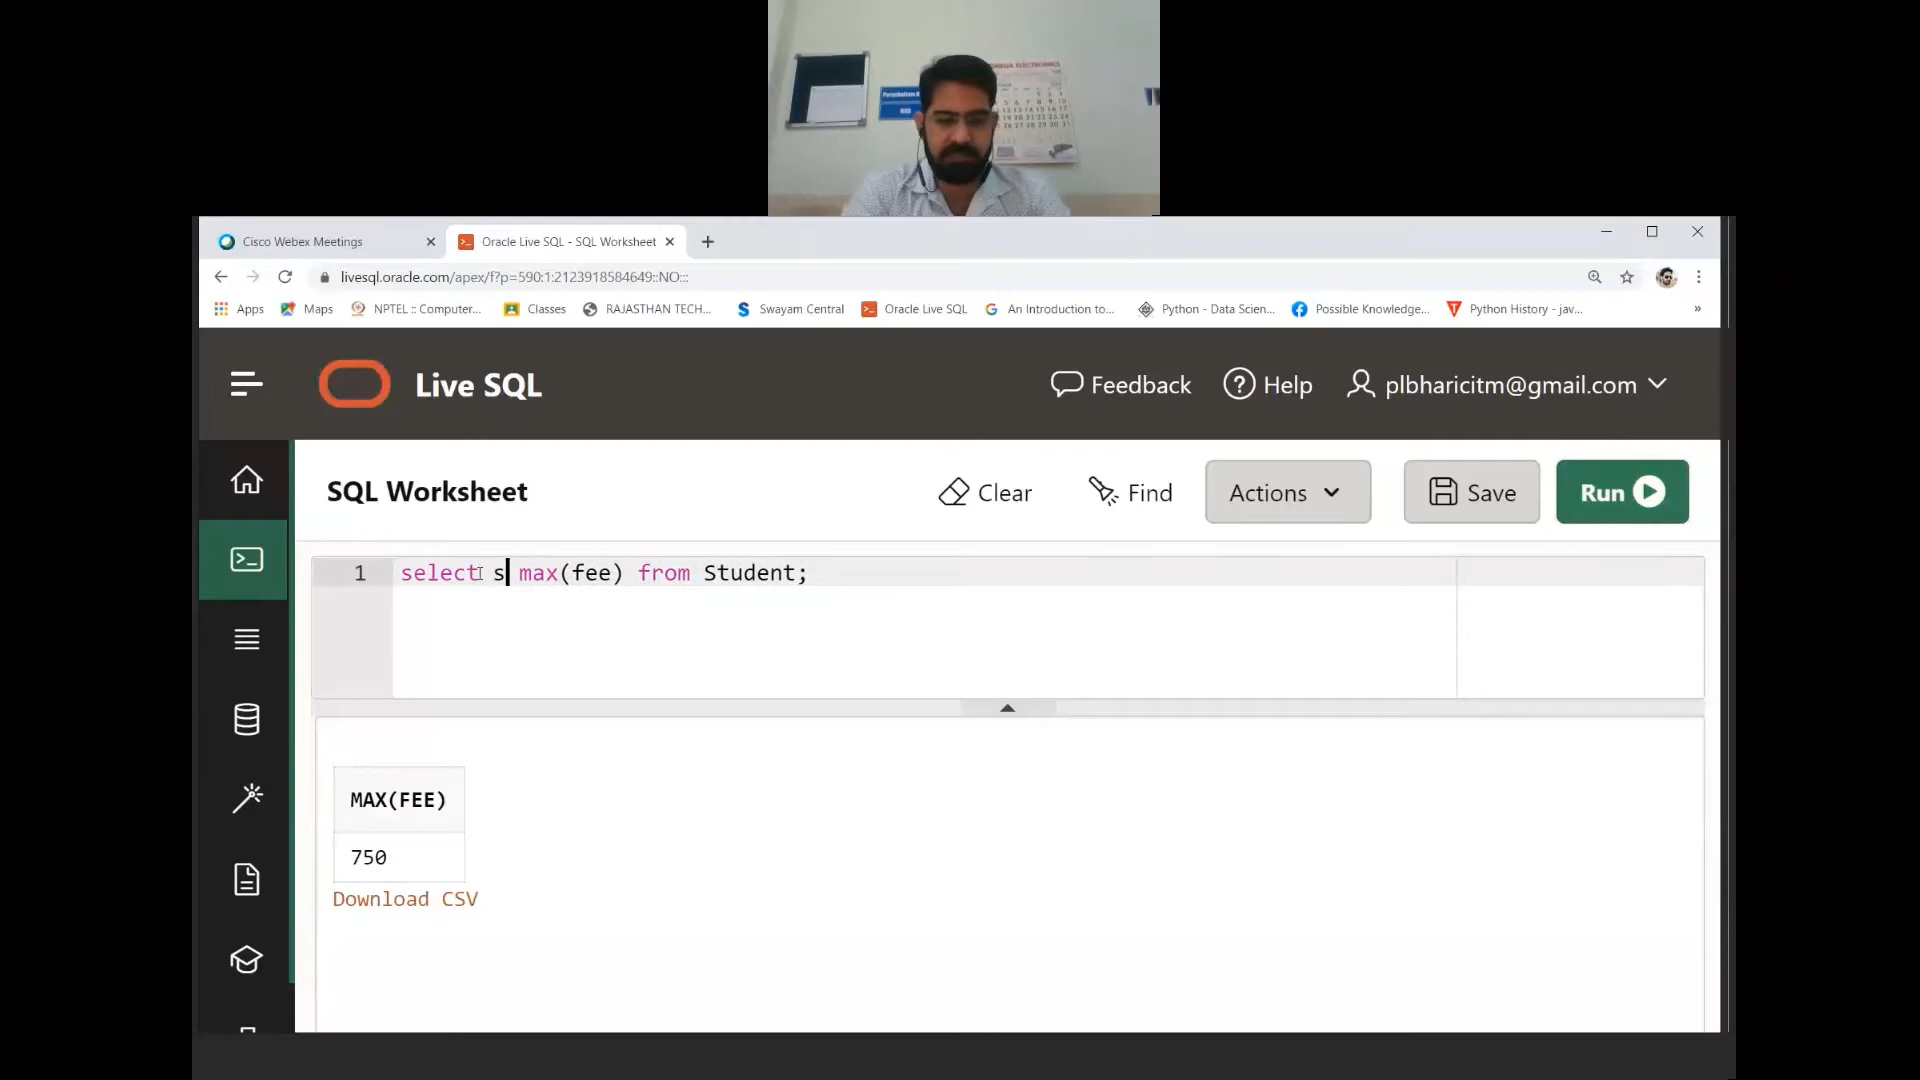 OREGA ELECTRONICS
Cisco Webex Meetings
Oracle Live SQL - SQL Worksheet
livesql.oracle.com/apex/f?p=590:1:2123918584649::NO:::
Apps Maps NPTEL :: Computer... Classes RAJASTHAN TECH... Swayam Central Oracle Live SQL An Introduction to... Python - Data Scien... Possible Knowledge... Python History - jav... »
Live SQL
Feedback Help plbharicitm@gmail.com
SQL Worksheet
Clear Find Actions Save Run
1 select s max(fee) from Student;
MAX(FEE)
750
Download CSV